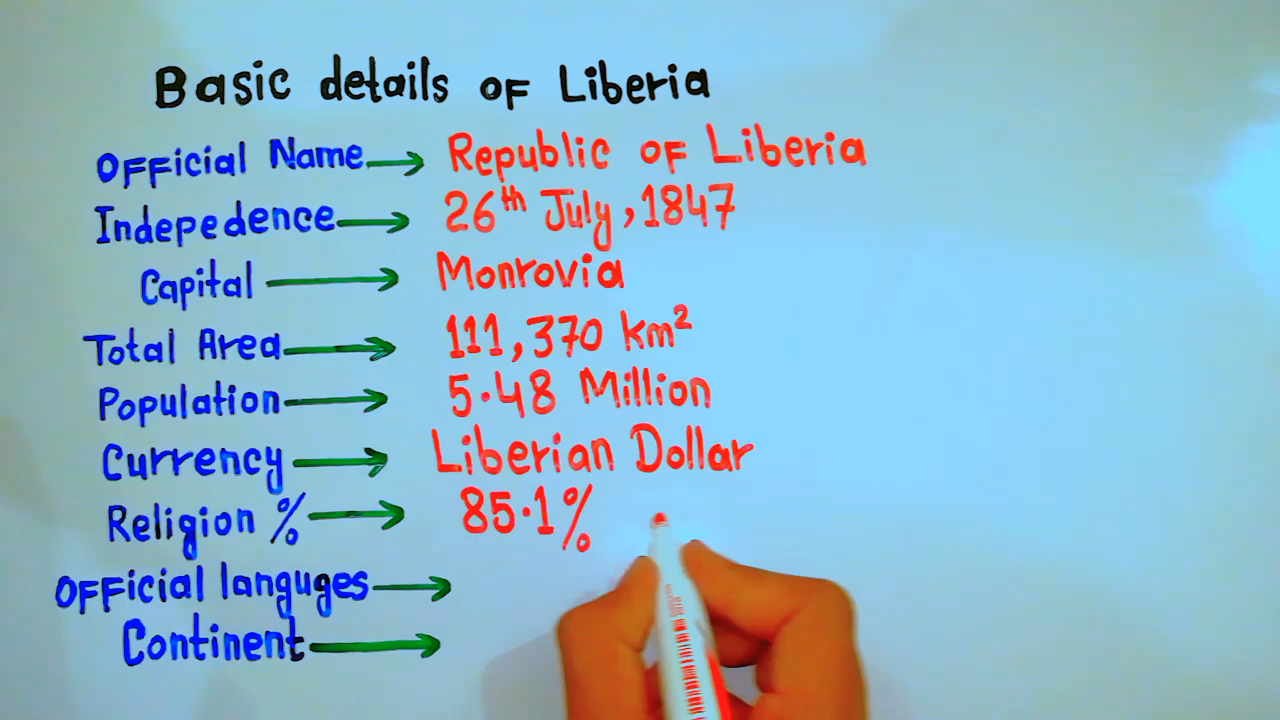 Basic details of Liberia
Official Name → Republic of Liberia
Indepedence → 26th July, 1847
Capital → Monrovia
Total Area → 111,370 km²
Population → 5.48 Million
Currency → Liberian Dollar
Religion % → 85.1%
Official languges →
Continent →